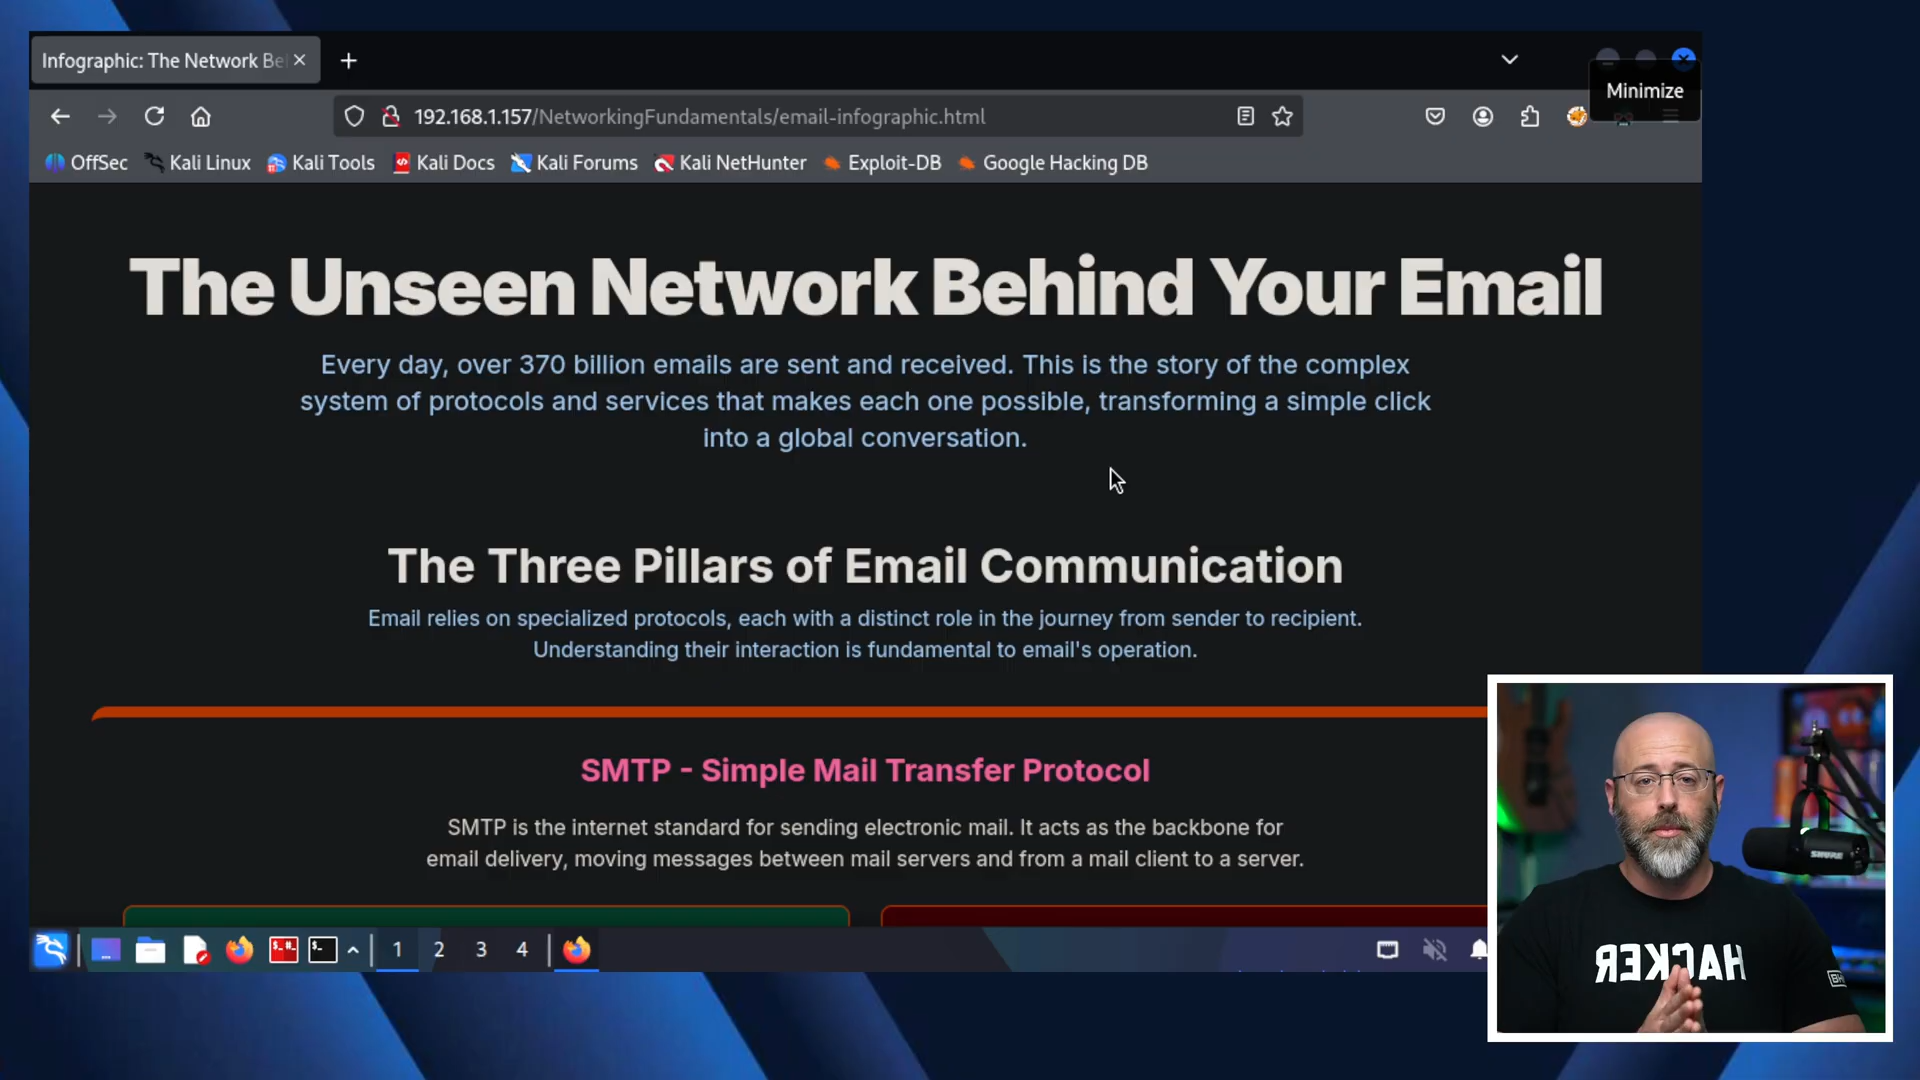 Infographic: The Network Be
Minimize
192.168.1.157/NetworkingFundamentals/email-infographic.html
OffSec Kali Linux Kali Tools Kali Docs Kali Forums Kali NetHunter Exploit-DB Google Hacking DB
The Unseen Network Behind Your Email
Every day, over 370 billion emails are sent and received. This is the story of the complex
system of protocols and services that makes each one possible, transforming a simple click
into a global conversation.
The Three Pillars of Email Communication
Email relies on specialized protocols, each with a distinct role in the journey from sender to recipient.
Understanding their interaction is fundamental to email's operation.
SMTP - Simple Mail Transfer Protocol
SMTP is the internet standard for sending electronic mail. It acts as the backbone for
email delivery, moving messages between mail servers and from a mail client to a server.
1 2 3 4
SHURE
HACKER